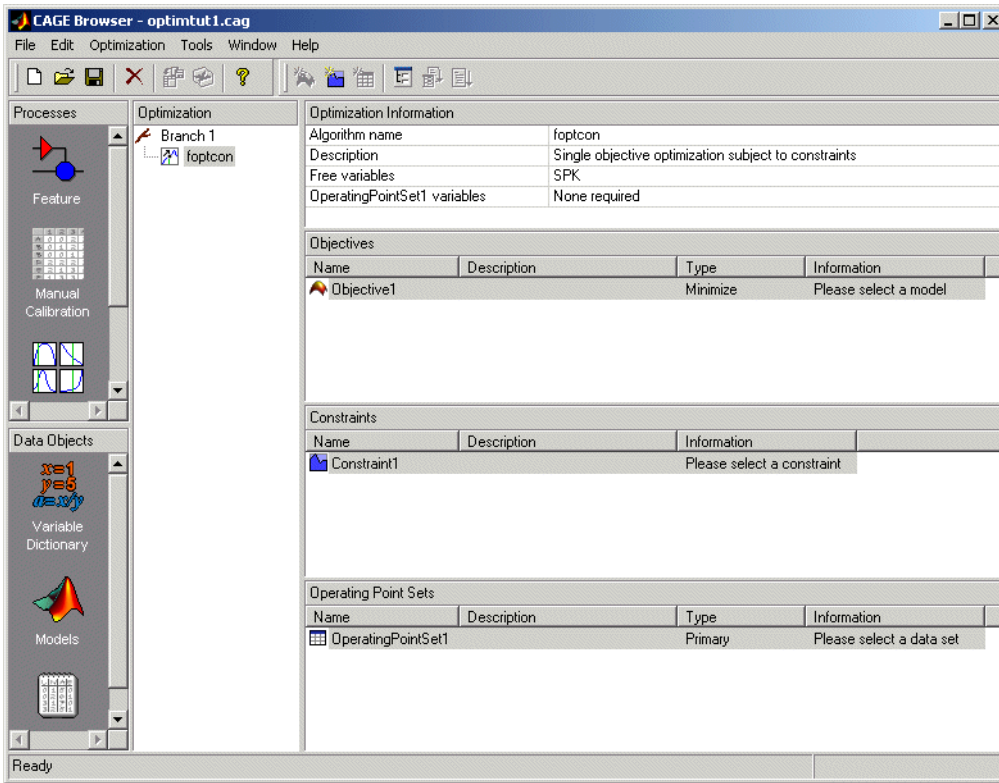 CAGE Browser - optimtut1.cag
File Edit Optimization Tools Window Help
Processes
Feature
Manual
Calibration
Data Objects
x=1
y=5
a=x/y
Variable
Dictionary
Models
Optimization
Branch 1
foptcon
Optimization Information
Algorithm name foptcon
Description Single objective optimization subject to constraints
Free variables SPK
OperatingPointSet1 variables None required
Objectives
Name Description Type Information
Objective1 Minimize Please select a model
Constraints
Name Description Information
Constraint1 Please select a constraint
Operating Point Sets
Name Description Type Information
OperatingPointSet1 Primary Please select a data set
Ready